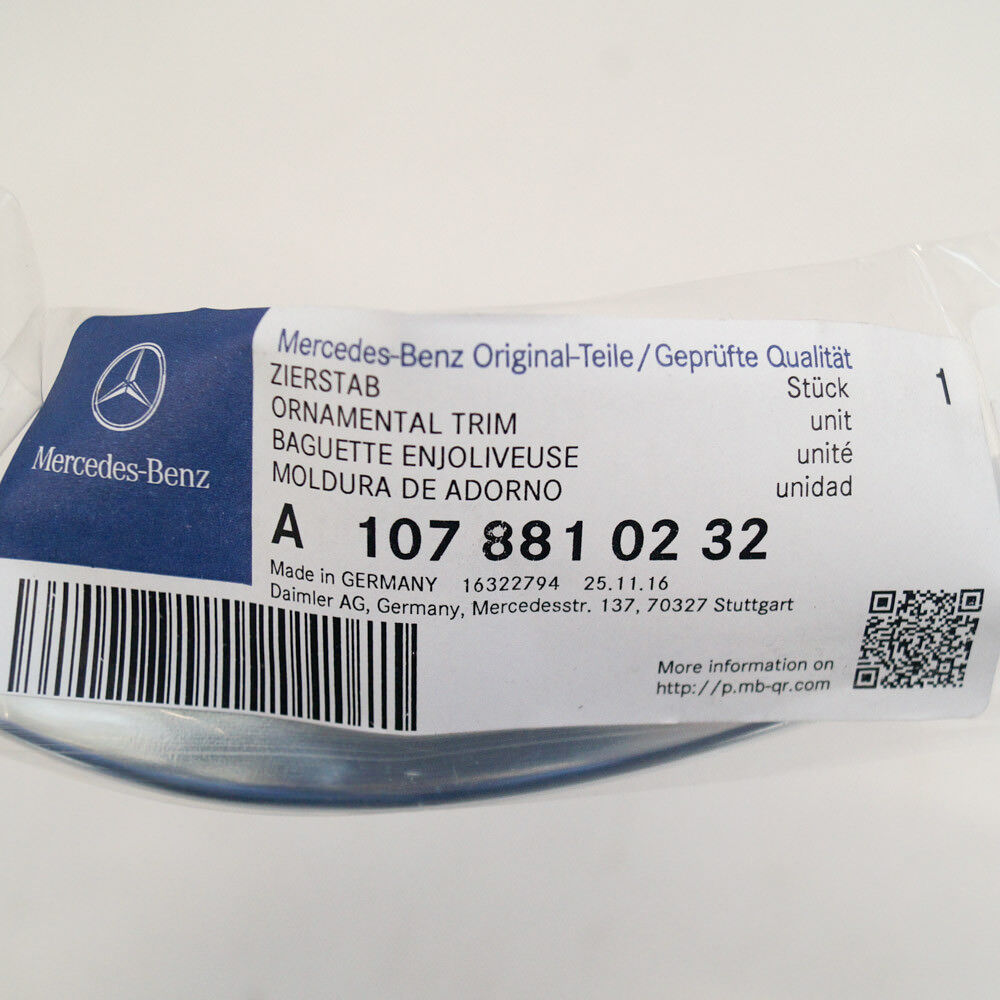 Mercedes-Benz
Mercedes-Benz Original-Teile/Geprüfte Qualität
ZIERSTAB Stück 1
ORNAMENTAL TRIM unit
BAGUETTE ENJOLIVEUSE unité
MOLDURA DE ADORNO unidad
A 107 881 02 32
Made in GERMANY 16322794 25.11.16
Daimler AG, Germany, Mercedesstr. 137, 70327 Stuttgart
More information on
http://p.mb-qr.com